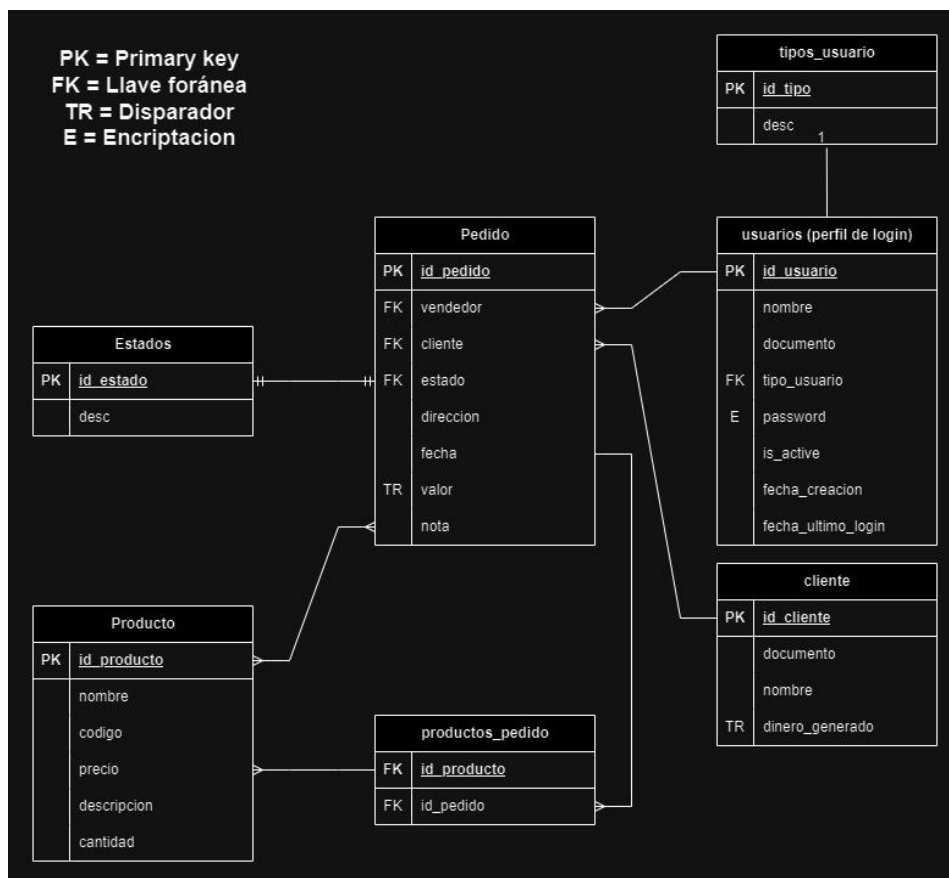 PK = Primary key
FK = Llave foránea
TR = Disparador
E = Encriptacion
tipos_usuario
PK id_tipo
desc
1
Pedido
PK id_pedido
FK vendedor
FK cliente
FK estado
direccion
fecha
TR valor
nota
usuarios (perfil de login)
PK id_usuario
nombre
documento
FK tipo_usuario
E password
is_active
fecha_creacion
fecha_ultimo_login
Estados
PK id_estado
desc
cliente
PK id_cliente
documento
nombre
TR dinero_generado
Producto
PK id_producto
nombre
codigo
precio
descripcion
cantidad
productos_pedido
FK id_producto
FK id_pedido